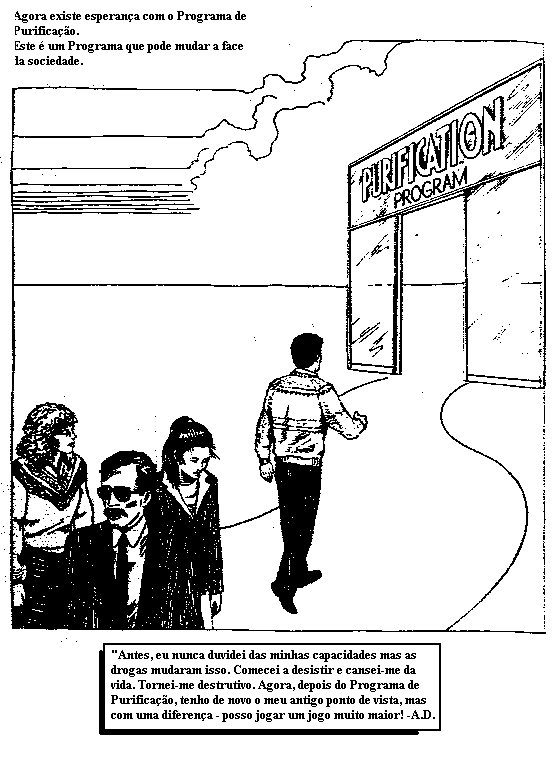 Agora existe esperança com o Programa de
Purificação.
Este é um Programa que pode mudar a face
da sociedade.
PURIFICATION
PROGRAM
"Antes, eu nunca duvidei das minhas capacidades mas as
drogas mudaram isso. Comecei a desistir e cansei-me da
vida. Tornei-me destrutivo. Agora, depois do Programa de
Purificação, tenho de novo o meu antigo ponto de vista, mas
com uma diferença - posso jogar um jogo muito maior! -A.D.